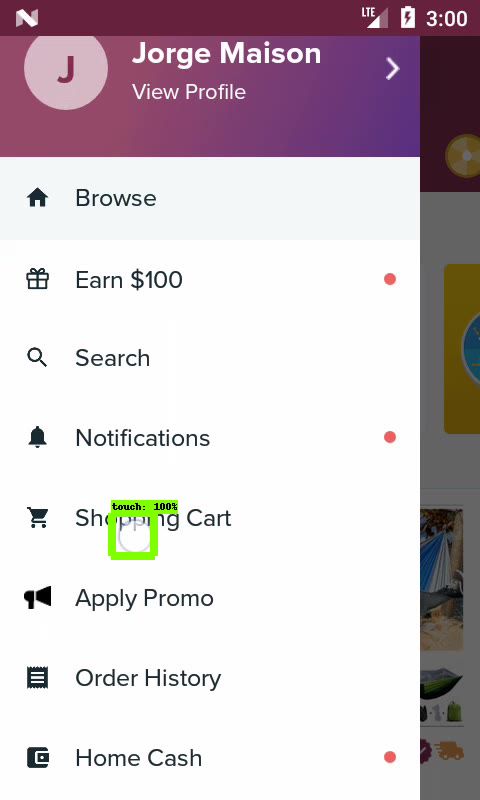 LTE 3:00
J
Jorge Maison
View Profile
Browse
Earn $100
Search
Notifications
touch: 100%
Shopping Cart
Apply Promo
Order History
Home Cash